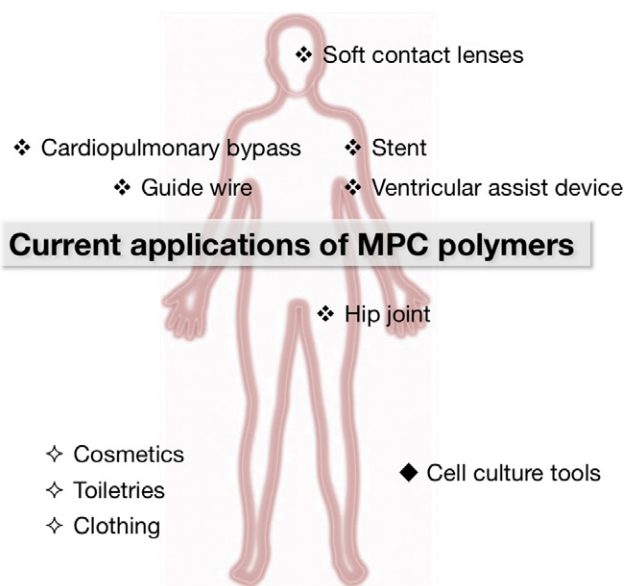 ❖ Soft contact lenses
❖ Cardiopulmonary bypass
❖ Stent
❖ Guide wire
❖ Ventricular assist device
Current applications of MPC polymers
❖ Hip joint
✧ Cosmetics
✧ Toiletries
✧ Clothing
◆ Cell culture tools